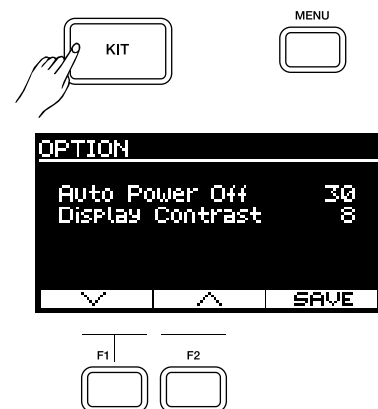 MENU
KIT
OPTION
Auto Power Off 30
Display Contrast 8
SAVE
F1 F2